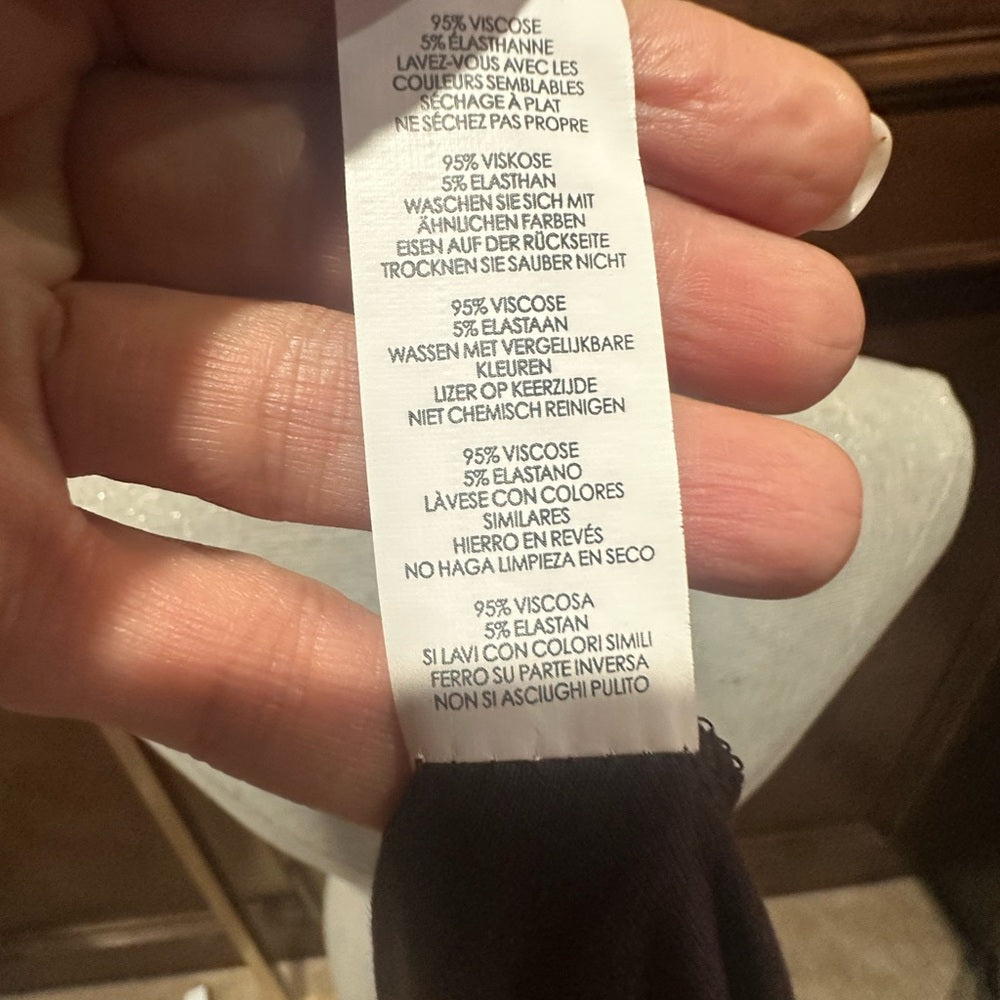 95% VISCOSE
5% ÉLASTHANNE
LAVEZ-VOUS AVEC LES
COULEURS SEMBLABLES
SÉCHAGE À PLAT
NE SÉCHEZ PAS PROPRE
95% VISKOSE
5% ELASTHAN
WASCHEN SIE SICH MIT
ÄHNLICHEN FARBEN
EISEN AUF DER RÜCKSEITE
TROCKNEN SIE SAUBER NICHT
95% VISCOSE
5% ELASTAAN
WASSEN MET VERGELIJKBARE
KLEUREN
IJZER OP KEERZIJDE
NIET CHEMISCH REINIGEN
95% VISCOSE
5% ELASTANO
LÀVESE CON COLORES
SIMILARES
HIERRO EN REVÉS
NO HAGA LIMPIEZA EN SECO
95% VISCOSA
5% ELASTAN
SI LAVI CON COLORI SIMILI
FERRO SU PARTE INVERSA
NON SI ASCIUGHI PULITO